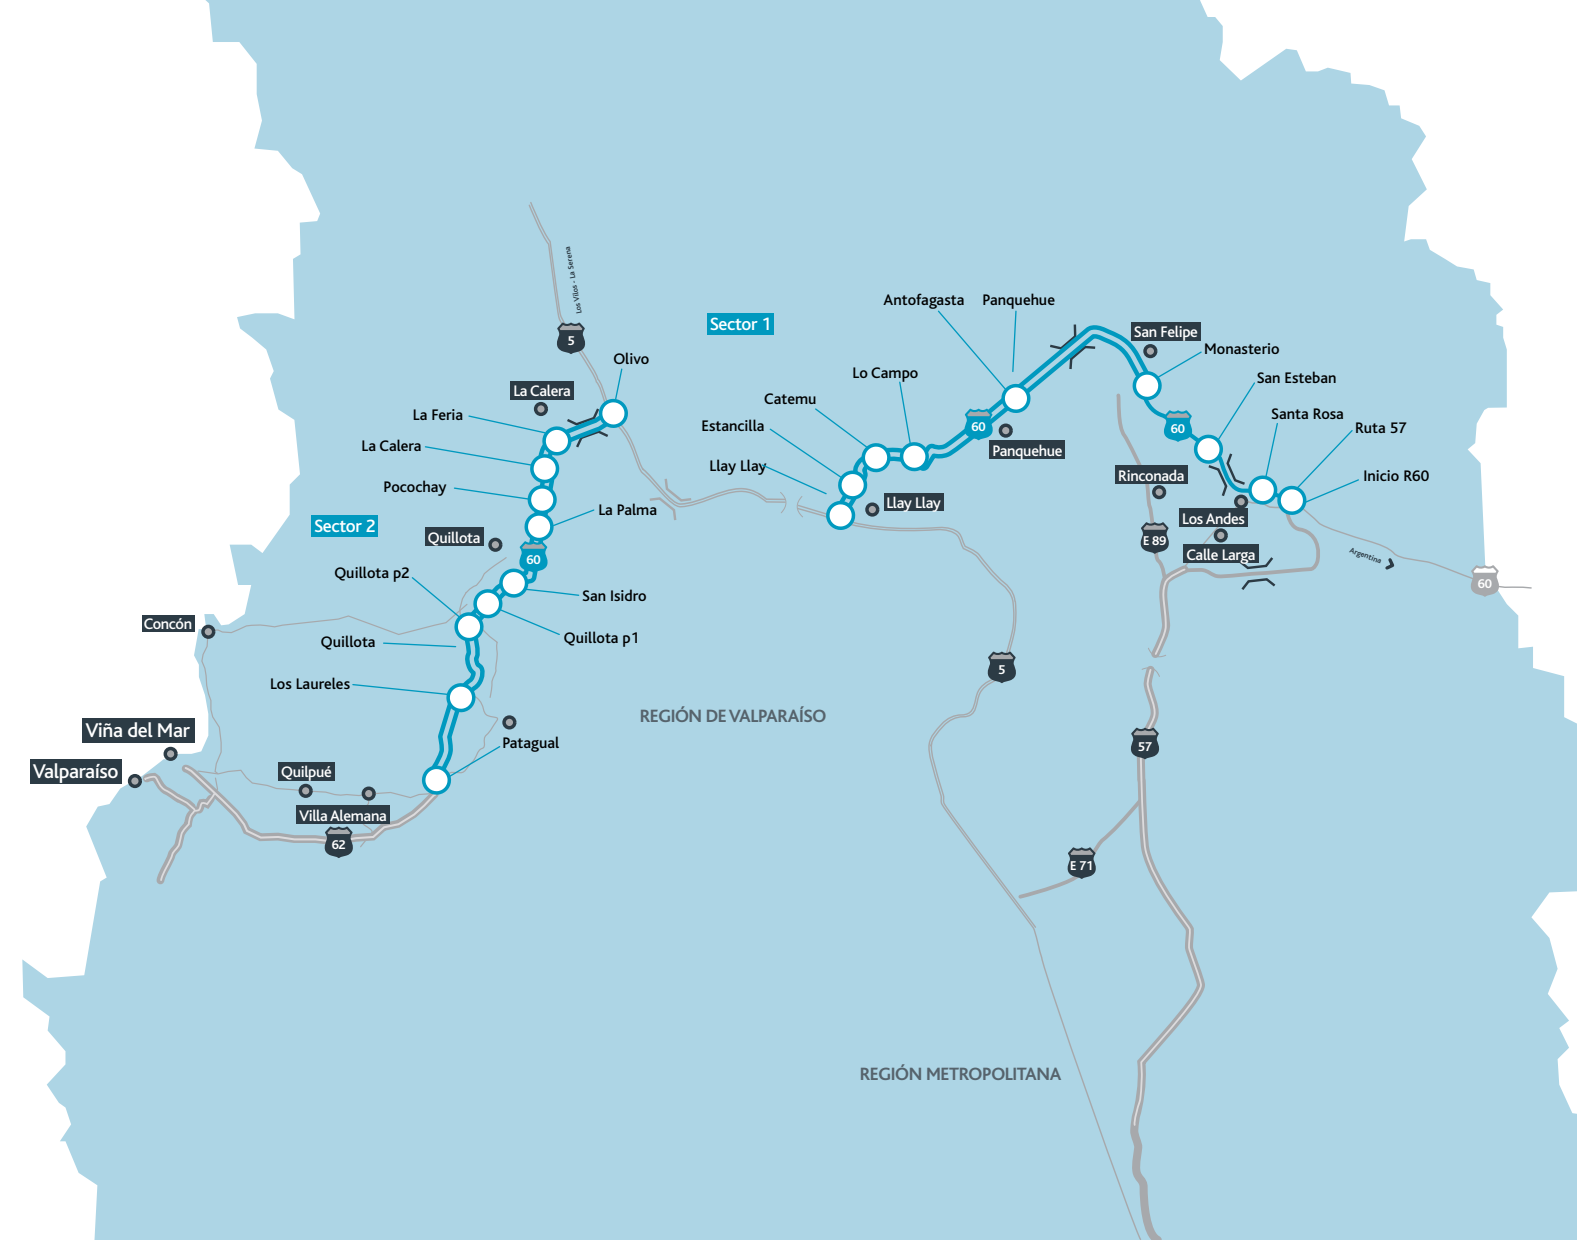 Los Vilos - La Serena
Antofagasta
Panquehue
Sector 1
San Felipe
5
Monasterio
Olivo
Lo Campo
San Esteban
La Calera
Catemu
Santa Rosa
La Feria
60
60
Ruta 57
Estancilla
La Calera
Panquehue
Llay Llay
Rinconada
Inicio R60
Pocochay
Llay Llay
La Palma
Los Andes
Sector 2
Quillota
E 89
Calle Larga
Argentina
60
Quillota p2
60
San Isidro
Concón
Quillota p1
Quillota
5
Los Laureles
REGIÓN DE VALPARAÍSO
Viña del Mar
Patagual
57
Valparaíso
Quilpué
Villa Alemana
62
E 71
REGIÓN METROPOLITANA